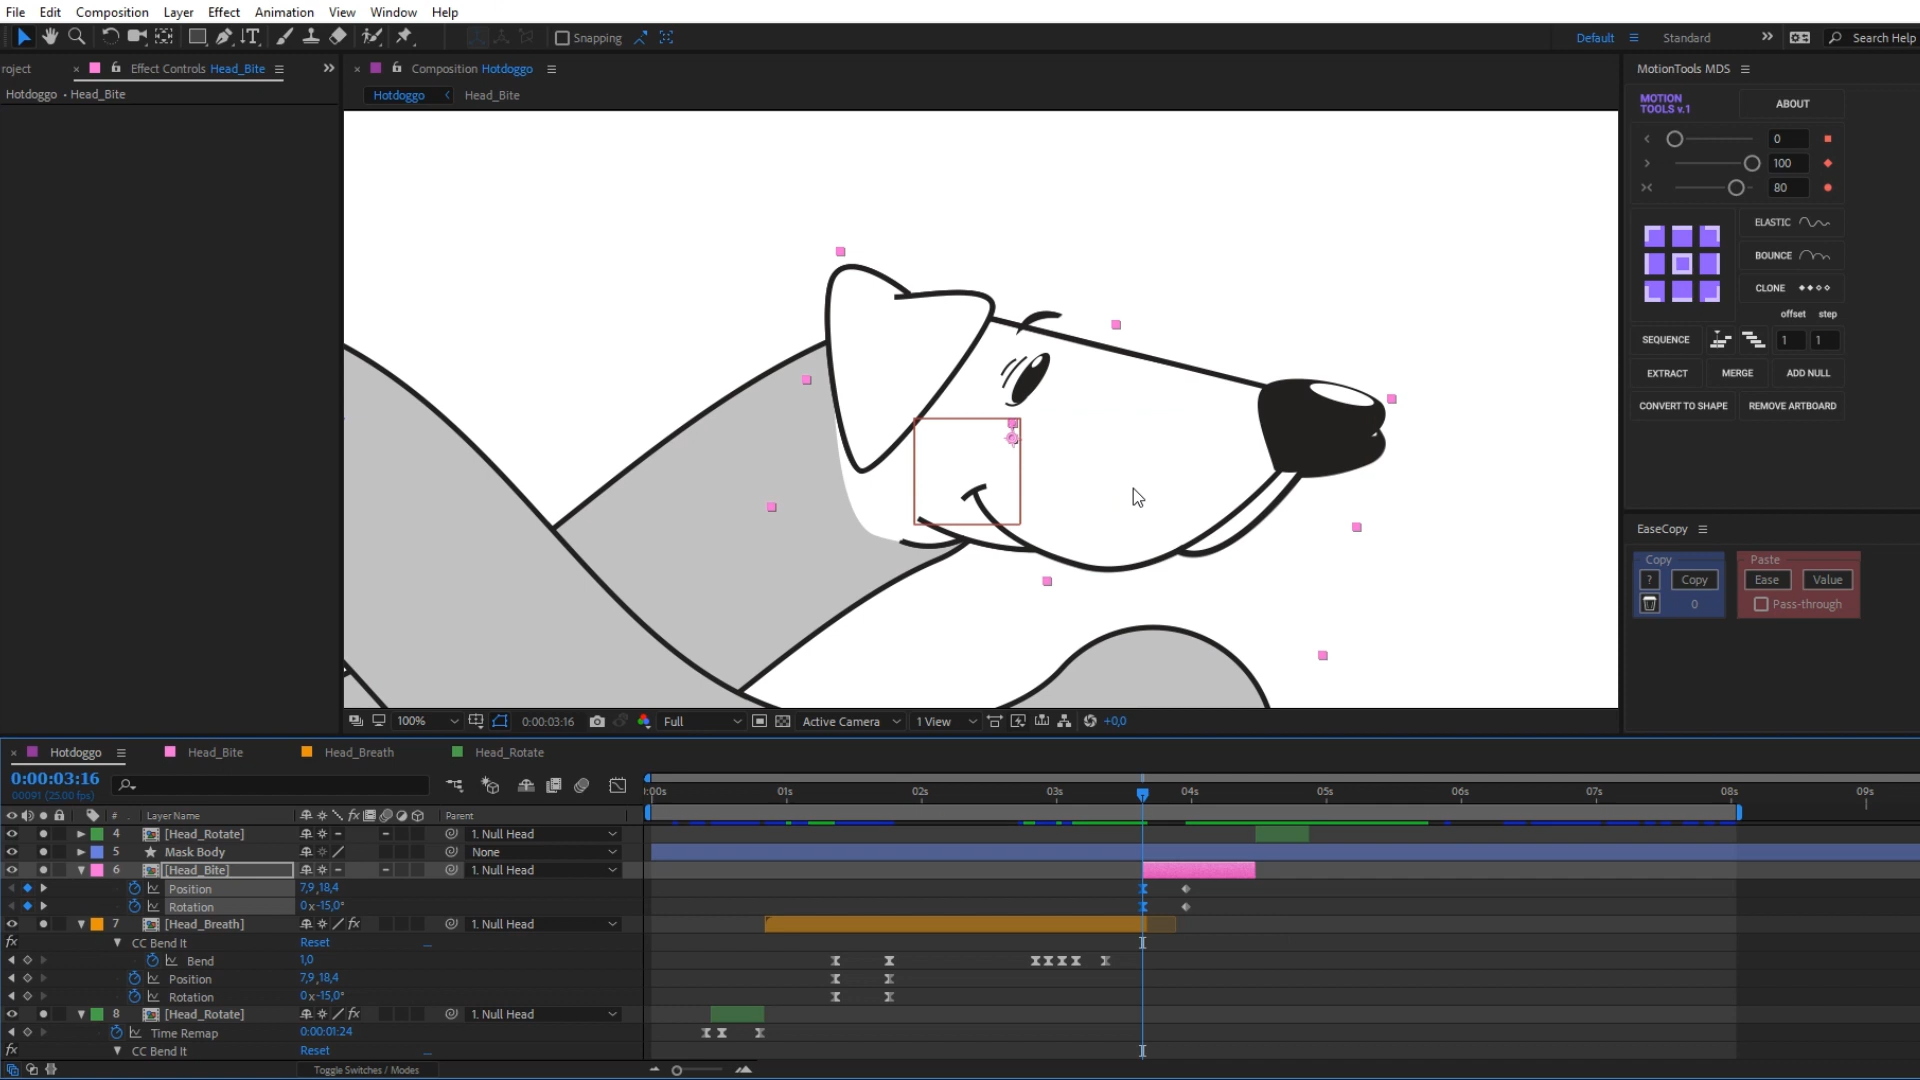 File Edit Composition Layer Effect Animation View Window Help
Snapping
Default Standard Search Help
roject Effect Controls Head_Bite
Composition Hotdoggo
MotionTools MDS
Hotdoggo • Head_Bite
Hotdoggo Head_Bite
MOTION
TOOLS v.1
ABOUT
0
100
80
ELASTIC
BOUNCE
CLONE
offset step
SEQUENCE 1 1
EXTRACT MERGE ADD NULL
CONVERT TO SHAPE REMOVE ARTBOARD
EaseCopy
Copy Paste
? Copy Ease Value
0 Pass-through
100% 0:00:03:16 Full Active Camera 1 View +0,0
Hotdoggo Head_Bite Head_Breath Head_Rotate
0:00:03:16
00091 (25.00 fps)
:00s 01s 02s 03s 04s 05s 06s 07s 08s 09s
# Layer Name fx Parent
4 [Head_Rotate] 1. Null Head
5 Mask Body None
6 [Head_Bite] 1. Null Head
Position 7,9,18,4
Rotation 0x-15,0°
7 [Head_Breath] fx 1. Null Head
fx CC Bend It Reset
Bend 1,0
Position 7,9,18,4
Rotation 0x-15,0°
8 [Head_Rotate] fx 1. Null Head
Time Remap 0:00:01:24
fx CC Bend It Reset
Toggle Switches / Modes